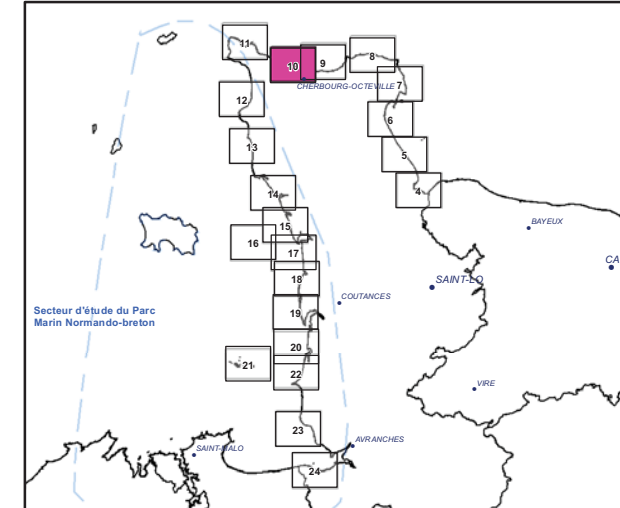 11
10
9
8
7
CHERBOURG-OCTEVILLE
12
6
13
5
14
4
15
BAYEUX
16
17
CA
18
SAINT-LO
COUTANCES
19
Secteur d'étude du Parc
Marin Normando-breton
20
21
22
VIRE
23
AVRANCHES
SAINT-MALO
24